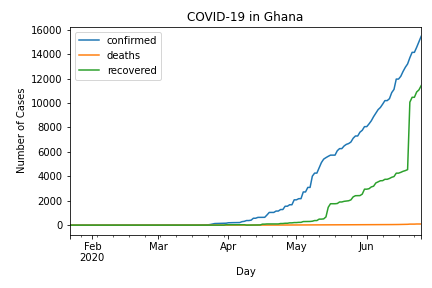 COVID-19 in Ghana
16000
14000
12000
10000
8000
6000
4000
2000
0
Number of Cases
confirmed
deaths
recovered
Feb
2020
Mar
Apr
May
Jun
Day